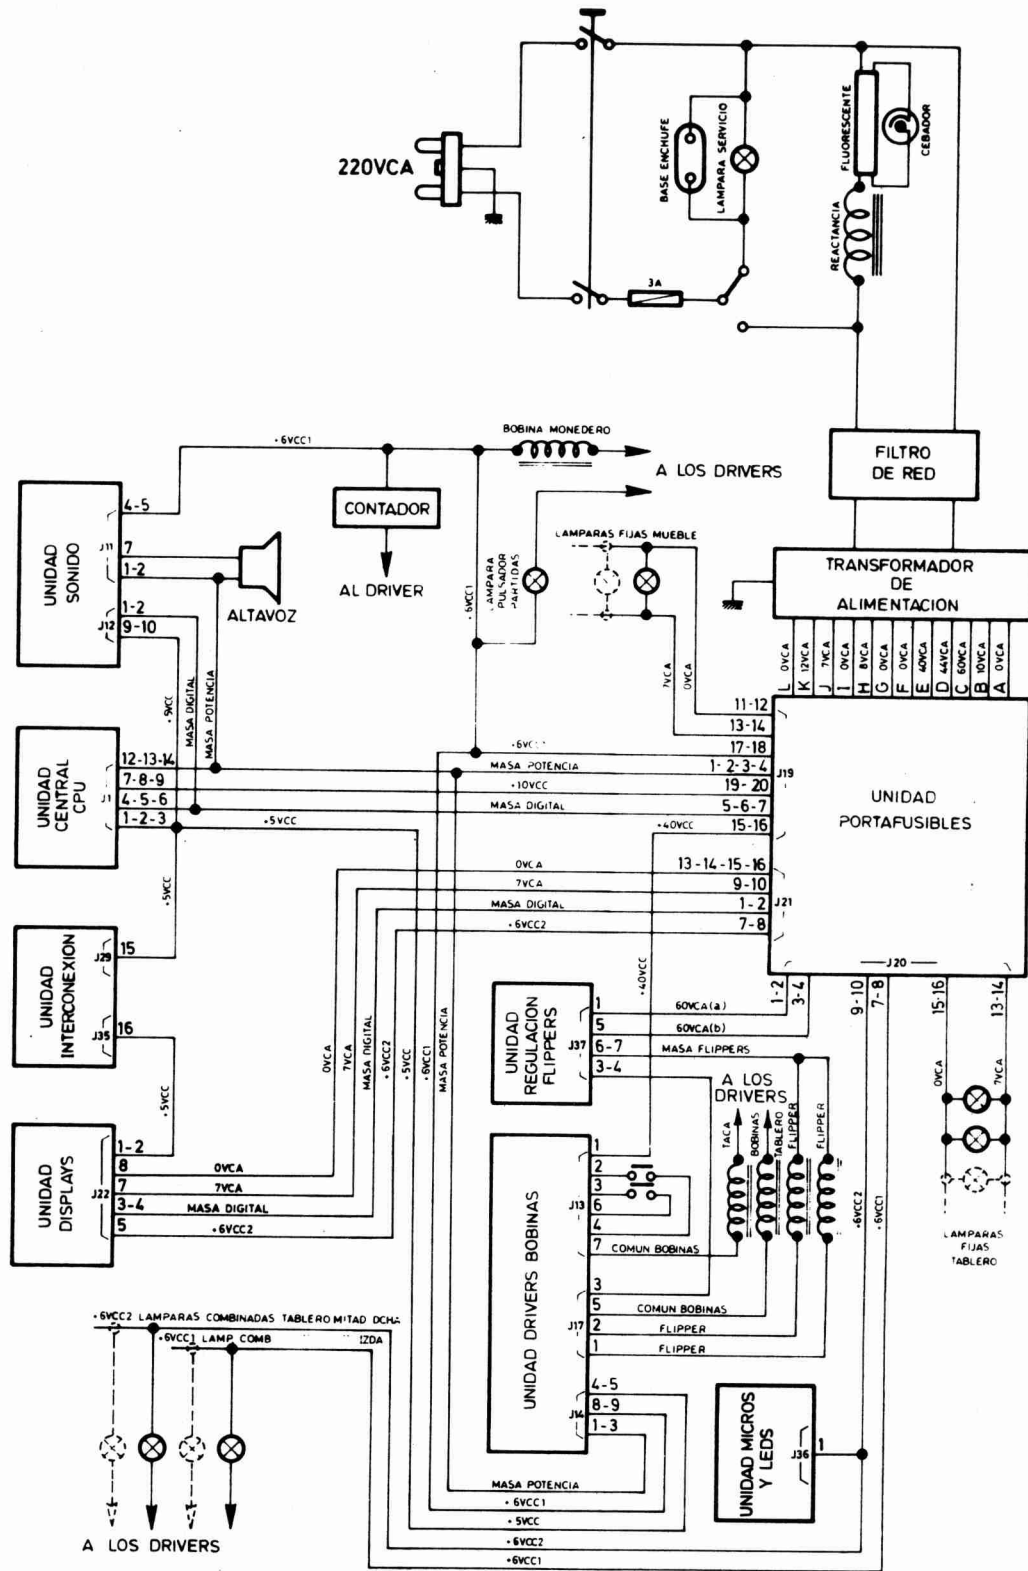 220VCA
BASE ENCHUFE
LAMPARA SERVICIO
FLUORESCENTE
CEBADOR
REACTANCIA
3A
FILTRO
DE RED
TRANSFORMADOR
DE
ALIMENTACION
L 0VCA
K 12VCA
J 7VCA
I 0VCA
H 8VCA
G 0VCA
F 0VCA
E 40VCA
D 44VCA
C 60VCA
B 10VCA
A 0VCA
+6VCC1
BOBINA MONEDERO
A LOS DRIVERS
CONTADOR
AL DRIVER
+6VCC1
LAMPARA
PULSADOR
PARTIDAS
LAMPARAS FIJAS MUEBLE
7VCA
0VCA
UNIDAD
SONIDO
J11
4-5
7
1-2
J12
1-2
9-10
ALTAVOZ
+5VCC
MASA DIGITAL
MASA POTENCIA
UNIDAD
CENTRAL
CPU
J1
12-13-14
7-8-9
4-5-6
1-2-3
+6VCC1
MASA POTENCIA
+10VCC
MASA DIGITAL
+5VCC
+40VCC
11-12
13-14
17-18
1-2-3-4
J19
19-20
5-6-7
15-16
UNIDAD
PORTAFUSIBLES
0VCA
7VCA
MASA DIGITAL
+6VCC2
13-14-15-16
9-10
1-2
J21
7-8
J20
1-2
3-4
9-10
7-8
15-16
13-14
+5VCC
UNIDAD
INTERCONEXION
J29
15
J35
16
+5VCC
0VCA
7VCA
MASA DIGITAL
+6VCC2
+5VCC
+6VCC1
MASA POTENCIA
+40VCC
UNIDAD
REGULACION
FLIPPERS
J37
1
5
6-7
3-4
60VCA(a)
60VCA(b)
MASA FLIPPERS
A LOS
DRIVERS
TACA
BOBINAS
TABLERO
FLIPPER
FLIPPER
+6VCC2
+6VCC1
0VCA
7VCA
LAMPARAS
FIJAS
TABLERO
UNIDAD
DISPLAYS
J22
1-2
8
7
3-4
5
0VCA
7VCA
MASA DIGITAL
+6VCC2
UNIDAD DRIVERS BOBINAS
J13
1
2
3
6
4
7
COMUN BOBINAS
J17
3
5
2
1
COMUN BOBINAS
FLIPPER
FLIPPER
J14
4-5
8-9
1-3
UNIDAD MICROS
Y LEDS
J36
1
+6VCC2 LAMPARAS COMBINADAS TABLERO MITAD DCHA
+6VCC1 LAMP COMB IZDA
A LOS DRIVERS
MASA POTENCIA
+6VCC1
+5VCC
+6VCC2
+6VCC1